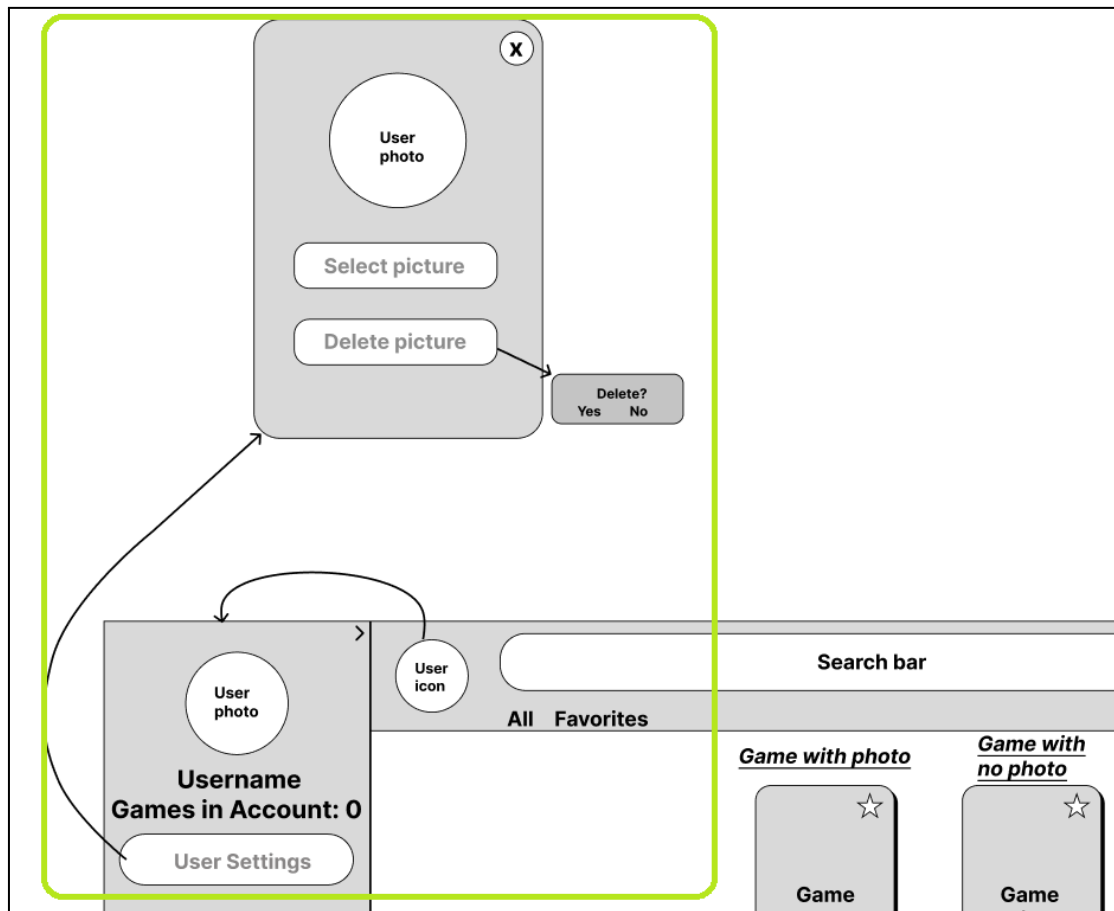 X
User
photo
Select picture
Delete picture
Delete?
Yes No
User
photo
Username
Games in Account: 0
User Settings
User
icon
Search bar
All Favorites
Game with photo
Game with
no photo
Game
Game